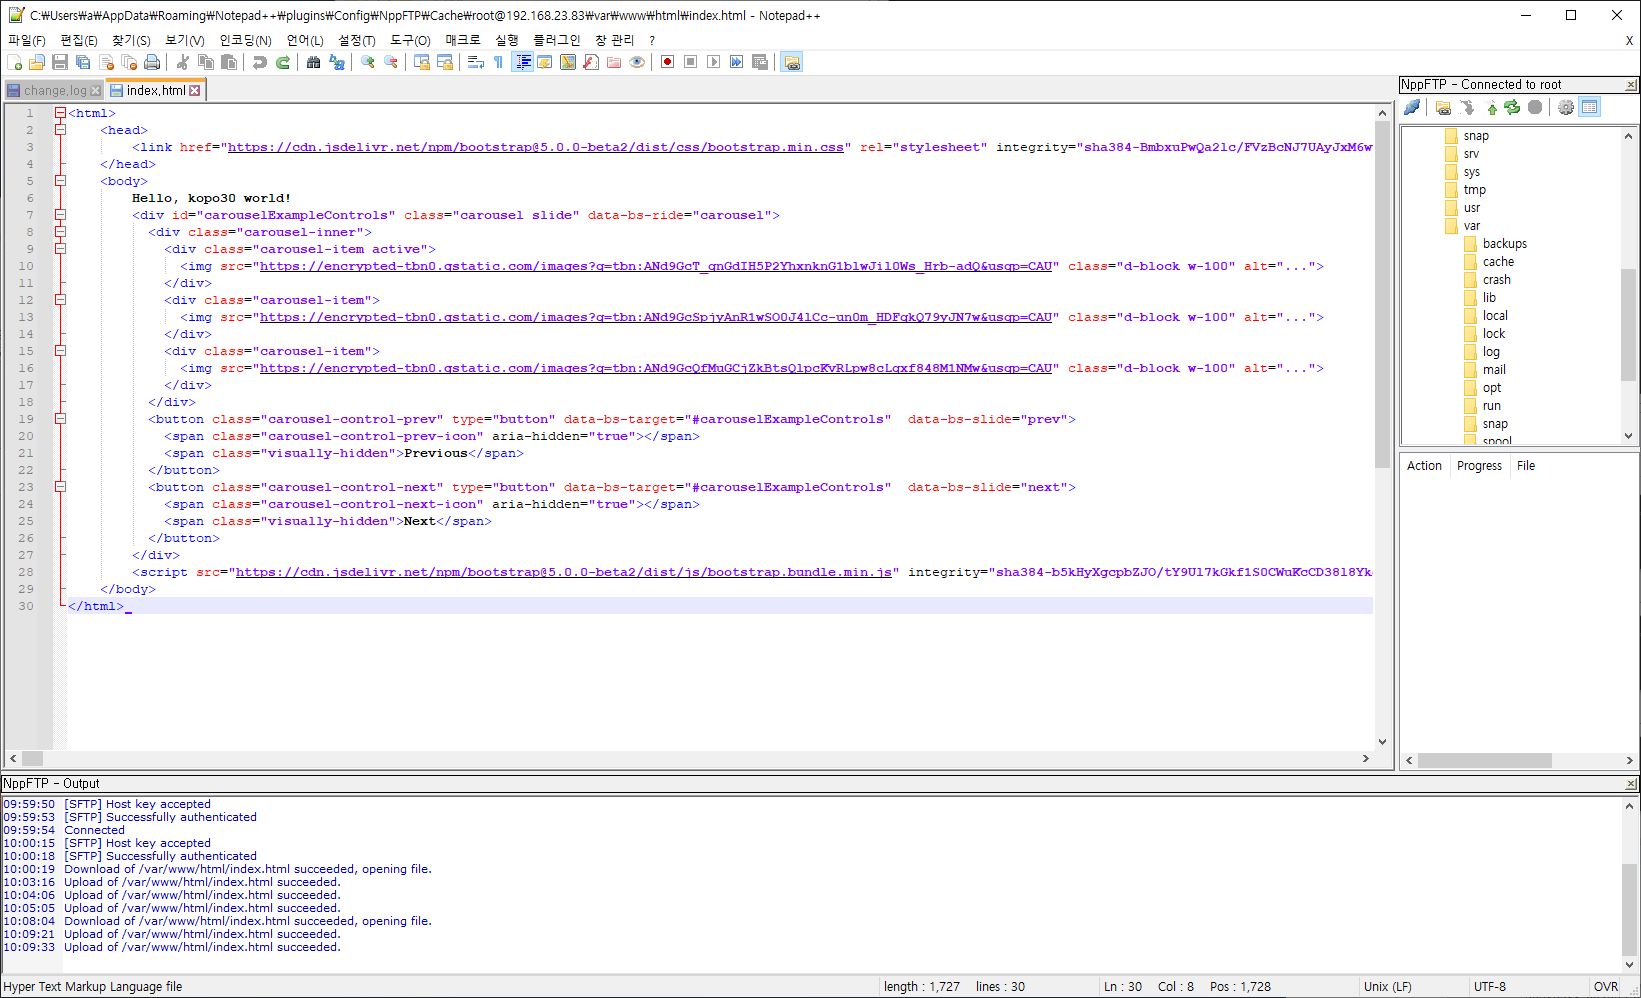 C:₩Users₩a₩AppData₩Roaming₩Notepad++₩plugins₩Config₩NppFTP₩Cache₩root@192.168.23.83₩var₩www₩html₩index.html - Notepad++
파일(F) 편집(E) 찾기(S) 보기(V) 인코딩(N) 언어(L) 설정(T) 도구(O) 매크로 실행 플러그인 창 관리 ? X
change.log index.html
1 <html>
2 <head>
3 <link href="https://cdn.jsdelivr.net/npm/bootstrap@5.0.0-beta2/dist/css/bootstrap.min.css" rel="stylesheet" integrity="sha384-BmbxuPwQa2lc/FVzBcNJ7UAyJxM6w
4 </head>
5 <body>
6 Hello, kopo30 world!
7 <div id="carouselExampleControls" class="carousel slide" data-bs-ride="carousel">
8 <div class="carousel-inner">
9 <div class="carousel-item active">
10 <img src="https://encrypted-tbn0.gstatic.com/images?q=tbn:ANd9GcT_gnGdIH5P2YhxnknG1blwJil0Ws_Hrb-adQ&usqp=CAU" class="d-block w-100" alt="...">
11 </div>
12 <div class="carousel-item">
13 <img src="https://encrypted-tbn0.gstatic.com/images?q=tbn:ANd9GcSpjyAnR1wSO0J4lCc-un0m_HDFgkQ79yJN7w&usqp=CAU" class="d-block w-100" alt="...">
14 </div>
15 <div class="carousel-item">
16 <img src="https://encrypted-tbn0.gstatic.com/images?q=tbn:ANd9GcQfMuGCjZkBtsQlpcKvRLpw8cLgxf848M1NMw&usqp=CAU" class="d-block w-100" alt="...">
17 </div>
18 </div>
19 <button class="carousel-control-prev" type="button" data-bs-target="#carouselExampleControls"  data-bs-slide="prev">
20 <span class="carousel-control-prev-icon" aria-hidden="true"></span>
21 <span class="visually-hidden">Previous</span>
22 </button>
23 <button class="carousel-control-next" type="button" data-bs-target="#carouselExampleControls"  data-bs-slide="next">
24 <span class="carousel-control-next-icon" aria-hidden="true"></span>
25 <span class="visually-hidden">Next</span>
26 </button>
27 </div>
28 <script src="https://cdn.jsdelivr.net/npm/bootstrap@5.0.0-beta2/dist/js/bootstrap.bundle.min.js" integrity="sha384-b5kHyXgcpbZJO/tY9Ul7kGkf1S0CWuKcCD38l8Yk
29 </body>
30 </html>
NppFTP - Connected to root
snap
srv
sys
tmp
usr
var
backups
cache
crash
lib
local
lock
log
mail
opt
run
snap
spool
Action Progress File
NppFTP - Output
09:59:50 [SFTP] Host key accepted
09:59:53 [SFTP] Successfully authenticated
09:59:54 Connected
10:00:15 [SFTP] Host key accepted
10:00:18 [SFTP] Successfully authenticated
10:00:19 Download of /var/www/html/index.html succeeded, opening file.
10:03:16 Upload of /var/www/html/index.html succeeded.
10:04:06 Upload of /var/www/html/index.html succeeded.
10:05:05 Upload of /var/www/html/index.html succeeded.
10:08:04 Download of /var/www/html/index.html succeeded, opening file.
10:09:21 Upload of /var/www/html/index.html succeeded.
10:09:33 Upload of /var/www/html/index.html succeeded.
Hyper Text Markup Language file length : 1,727 lines : 30 Ln : 30 Col : 8 Pos : 1,728 Unix (LF) UTF-8 OVR